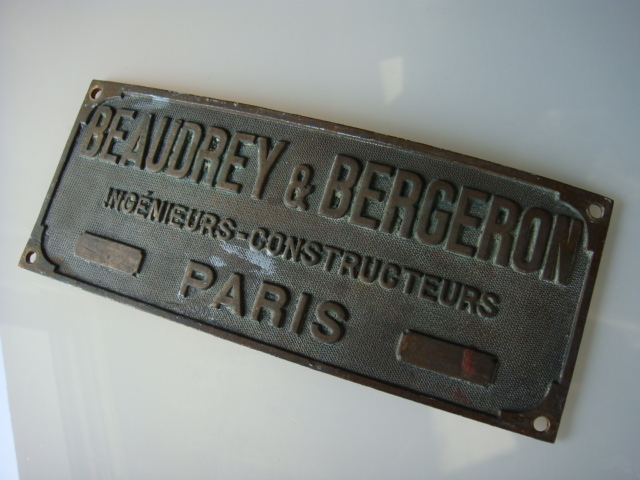 BEAUDREY & BERGERON
INGÉNIEURS-CONSTRUCTEURS
PARIS